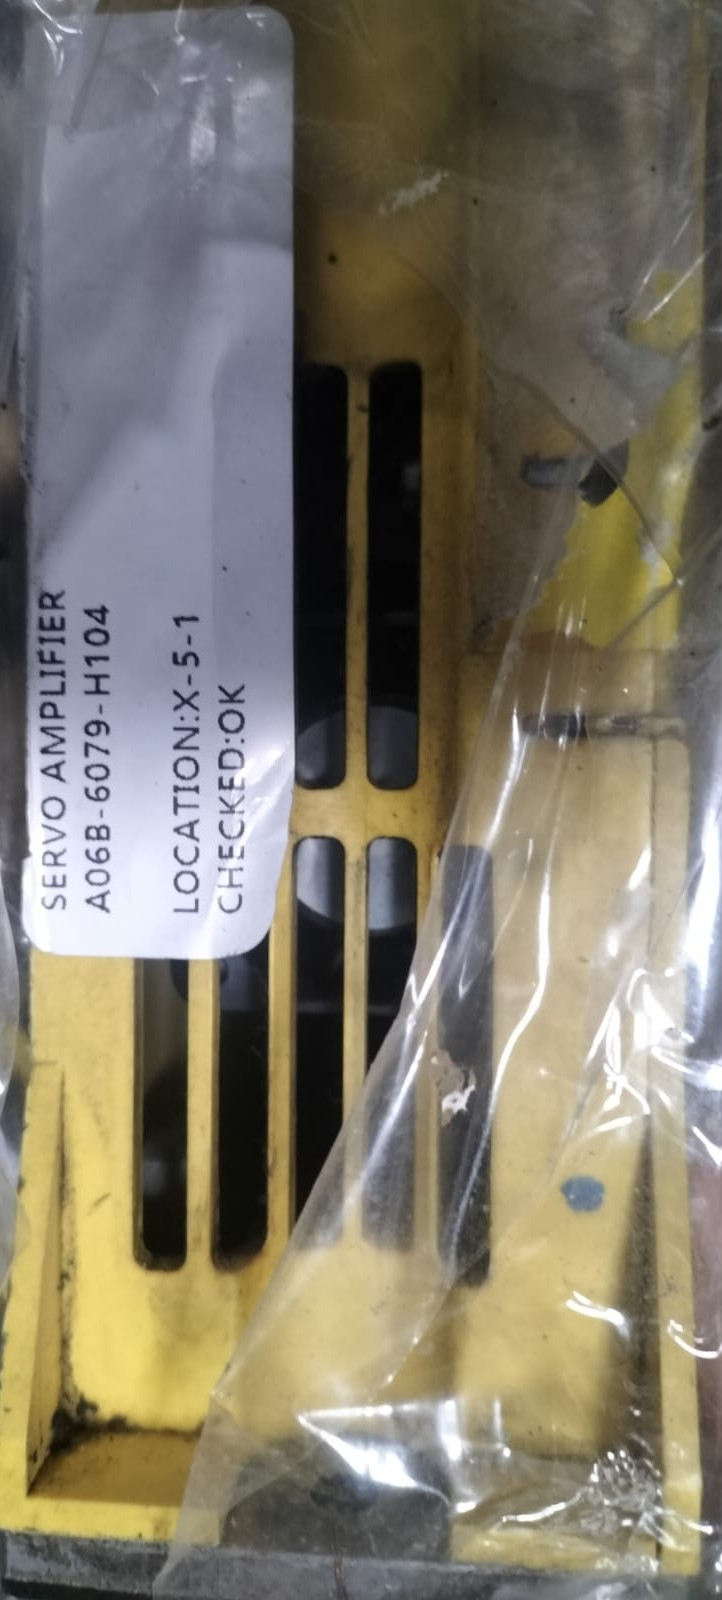 SERVO AMPLIFIER
A06B-6079-H104
LOCATION:X-5-1
CHECKED:OK